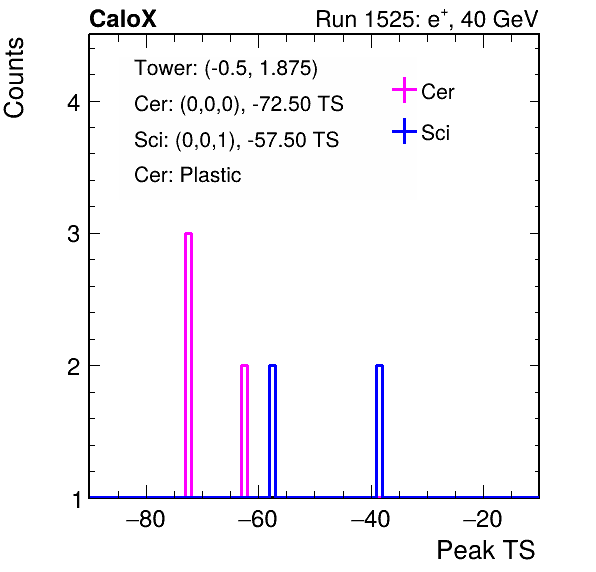 CaloX Run 1525: e⁺, 40 GeV
Counts
Tower: (-0.5, 1.875)
Cer: (0,0,0), -72.50 TS
Sci: (0,0,1), -57.50 TS
Cer: Plastic
Cer
Sci
4
3
2
1
−80 −60 −40 −20
Peak TS